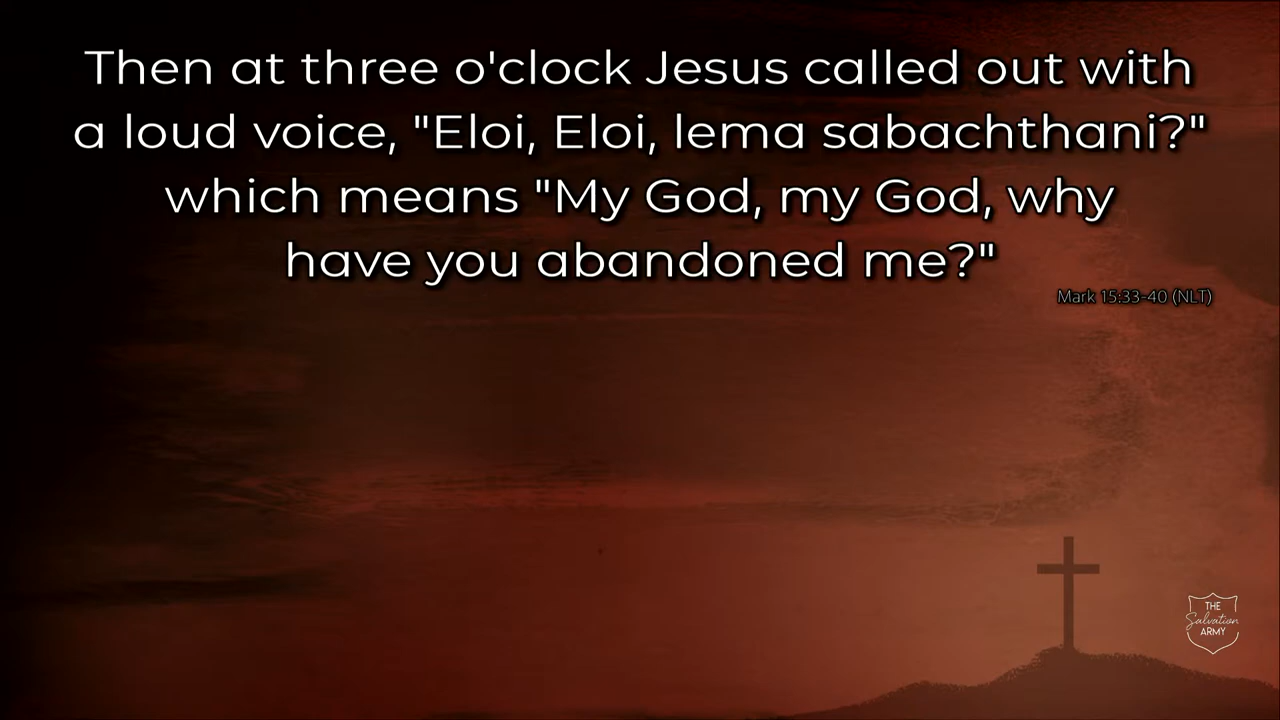 Then at three o'clock Jesus called out with
a loud voice, "Eloi, Eloi, lema sabachthani?"
which means "My God, my God, why
have you abandoned me?"
Mark 15:33-40 (NLT)
THE
Salvation
ARMY